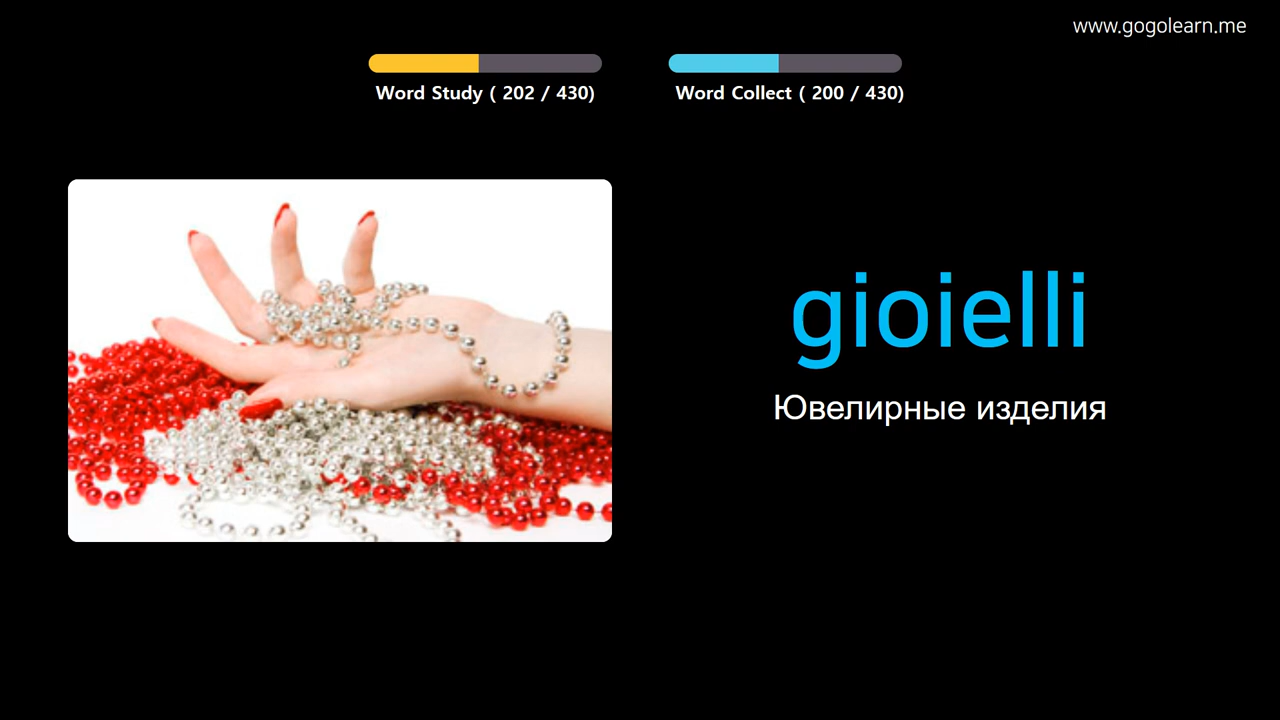 www.gogolearn.me
Word Study ( 202 / 430)
Word Collect ( 200 / 430)
gioielli
Ювелирные изделия